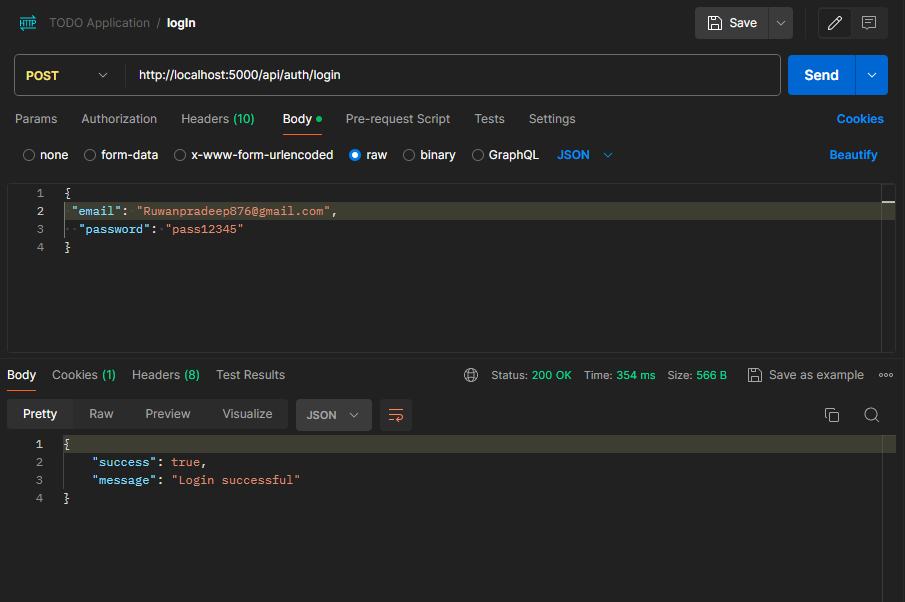 HTTP TODO Application / logIn Save
POST http://localhost:5000/api/auth/login Send
Params Authorization Headers (10) Body Pre-request Script Tests Settings Cookies
none form-data x-www-form-urlencoded raw binary GraphQL JSON Beautify
1 {
2 "email": "Ruwanpradeep876@gmail.com",
3 "password": "pass12345"
4 }
Body Cookies (1) Headers (8) Test Results Status: 200 OK Time: 354 ms Size: 566 B Save as example
Pretty Raw Preview Visualize JSON
1 {
2 "success": true,
3 "message": "Login successful"
4 }